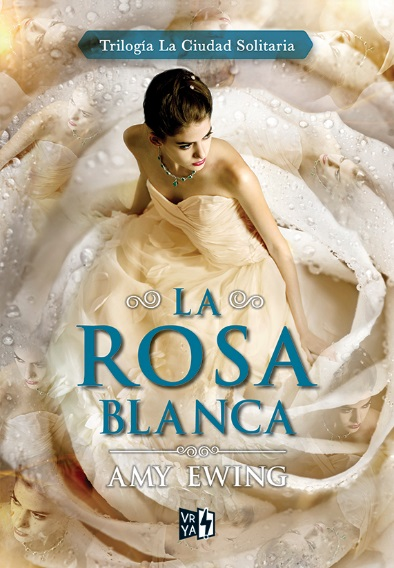 Trilogía La Ciudad Solitaria
LA
ROSA
BLANCA
AMY EWING
VR
YA